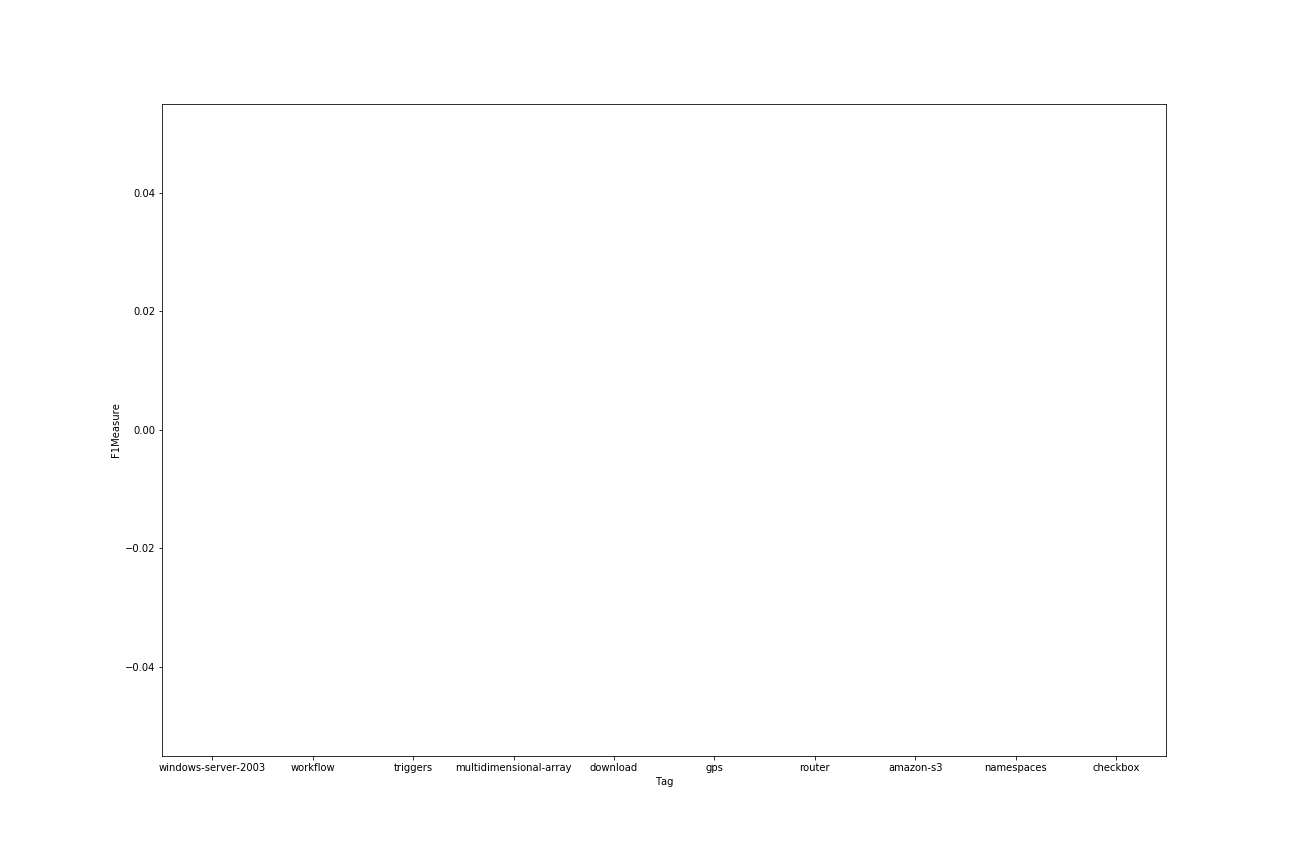 0.04
0.02
0.00
−0.02
−0.04
F1Measure
windows-server-2003 workflow triggers multidimensional-array download gps router amazon-s3 namespaces checkbox
Tag